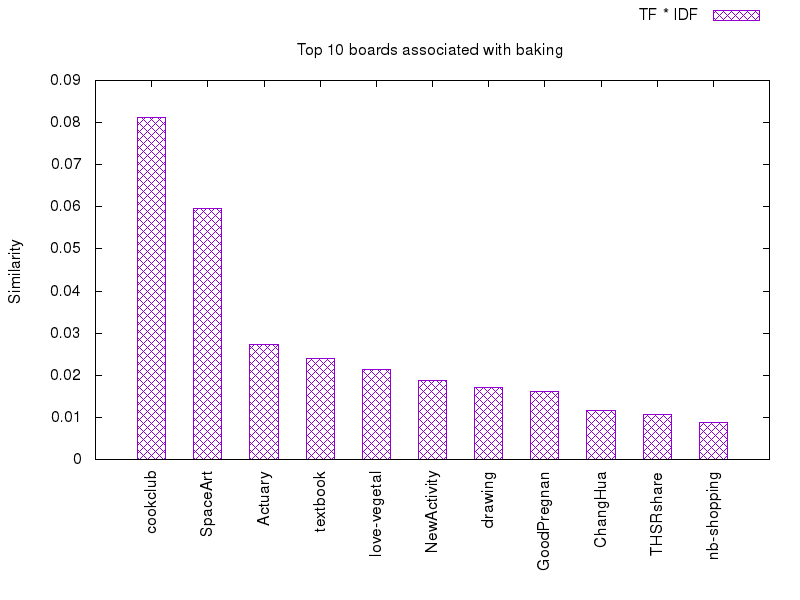 TF * IDF
Top 10 boards associated with baking
0.09
0.08
0.07
0.06
0.05
0.04
0.03
0.02
0.01
0
Similarity
cookclub
SpaceArt
Actuary
textbook
love-vegetal
NewActivity
drawing
GoodPregnan
ChangHua
THSRshare
nb-shopping